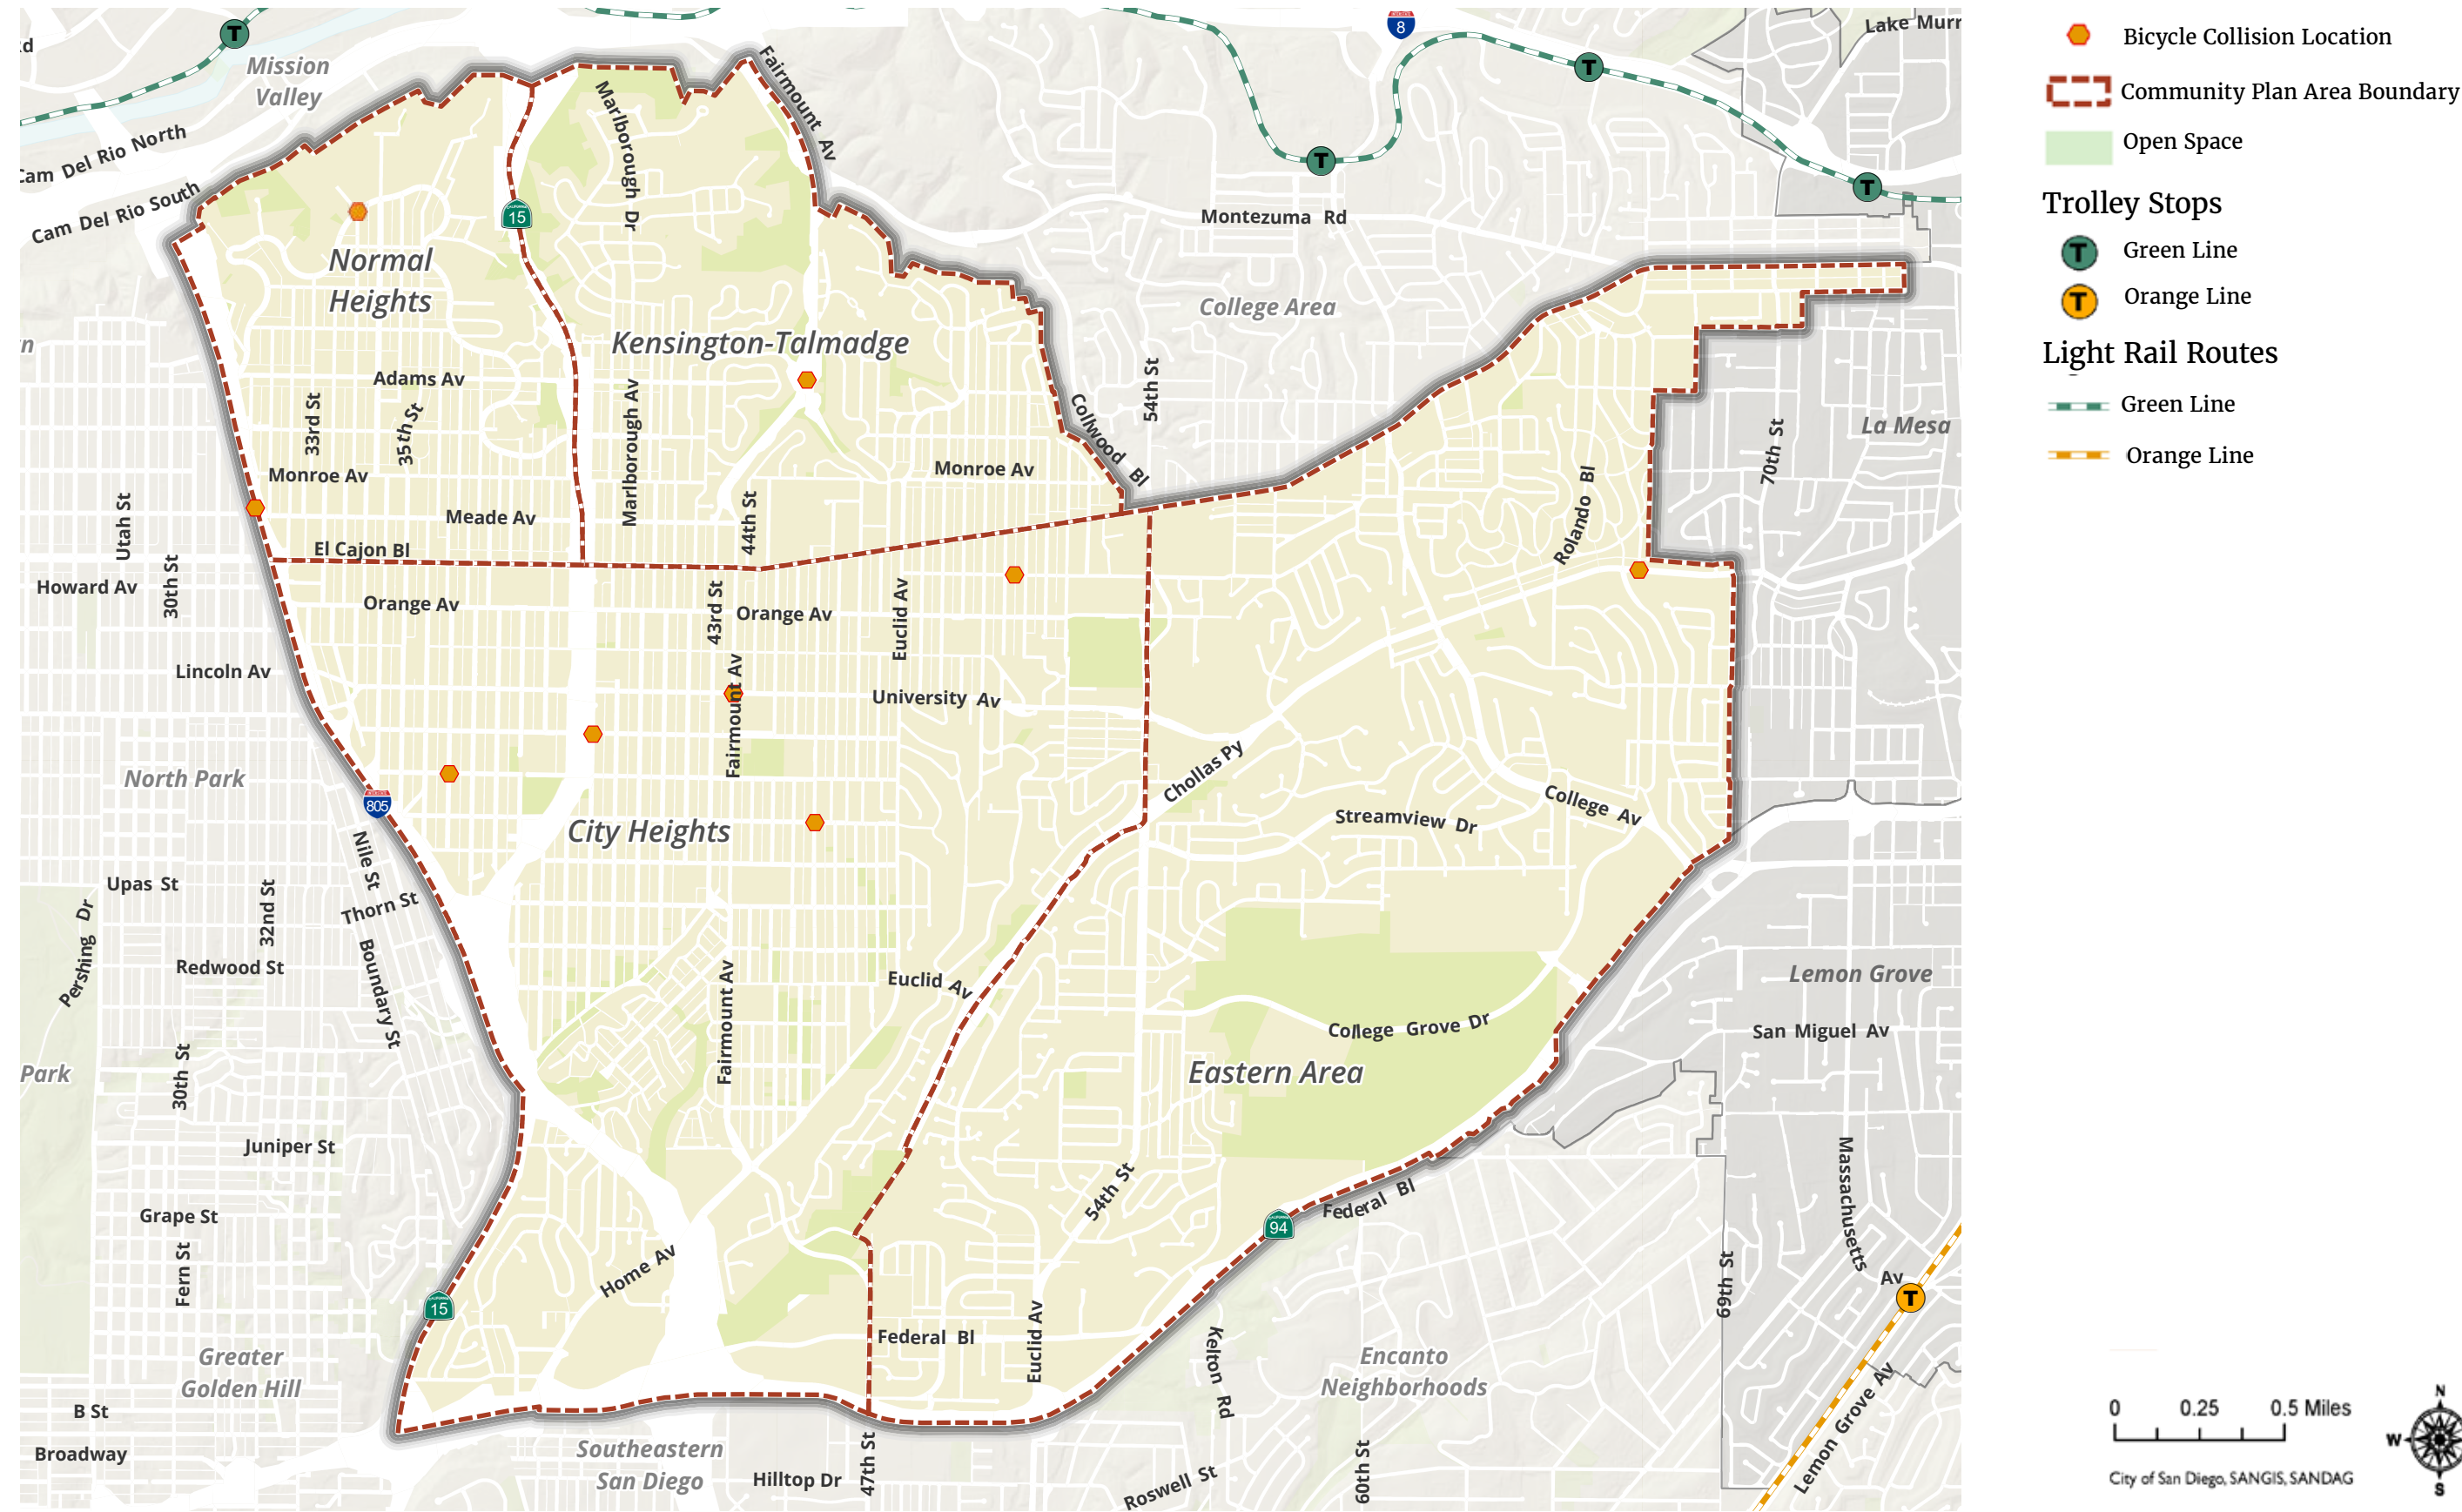 Mission
Valley
Cam Del Rio North
Cam Del Rio South
Fairmount Av
Marlborough Dr
8
Lake Murr
15
Montezuma Rd
Normal
Heights
College Area
Kensington-Talmadge
Adams Av
33rd St
35th St
Marlborough Av
54th St
Collwood Bl
La Mesa
70th St
Monroe Av
Monroe Av
Utah St
Meade Av
44th St
Rolando Bl
El Cajon Bl
Howard Av
30th St
Orange Av
43rd St
Orange Av
Euclid Av
Lincoln Av
Fairmount Av
University Av
North Park
805
Chollas Py
College Av
Streamview Dr
City Heights
Nile St
Upas St
32nd St
Thorn St
Pershing Dr
Redwood St
Boundary St
Fairmount Av
Euclid Av
Lemon Grove
College Grove Dr
San Miguel Av
Park
30th St
Eastern Area
Juniper St
Massachusetts
Av
54th St
Grape St
Federal Bl
94
Fern St
Home Av
69th St
T
15
Federal Bl
Euclid Av
Kelton Rd
Greater
Golden Hill
Encanto
Neighborhoods
Lemon Grove Av
B St
Broadway
Southeastern
San Diego
Hilltop Dr
47th St
Roswell St
60th St
T
T
T
T
Bicycle Collision Location
Community Plan Area Boundary
Open Space
Trolley Stops
T Green Line
T Orange Line
Light Rail Routes
Green Line
Orange Line
0 0.25 0.5 Miles
City of San Diego, SANGIS, SANDAG
N
W
S